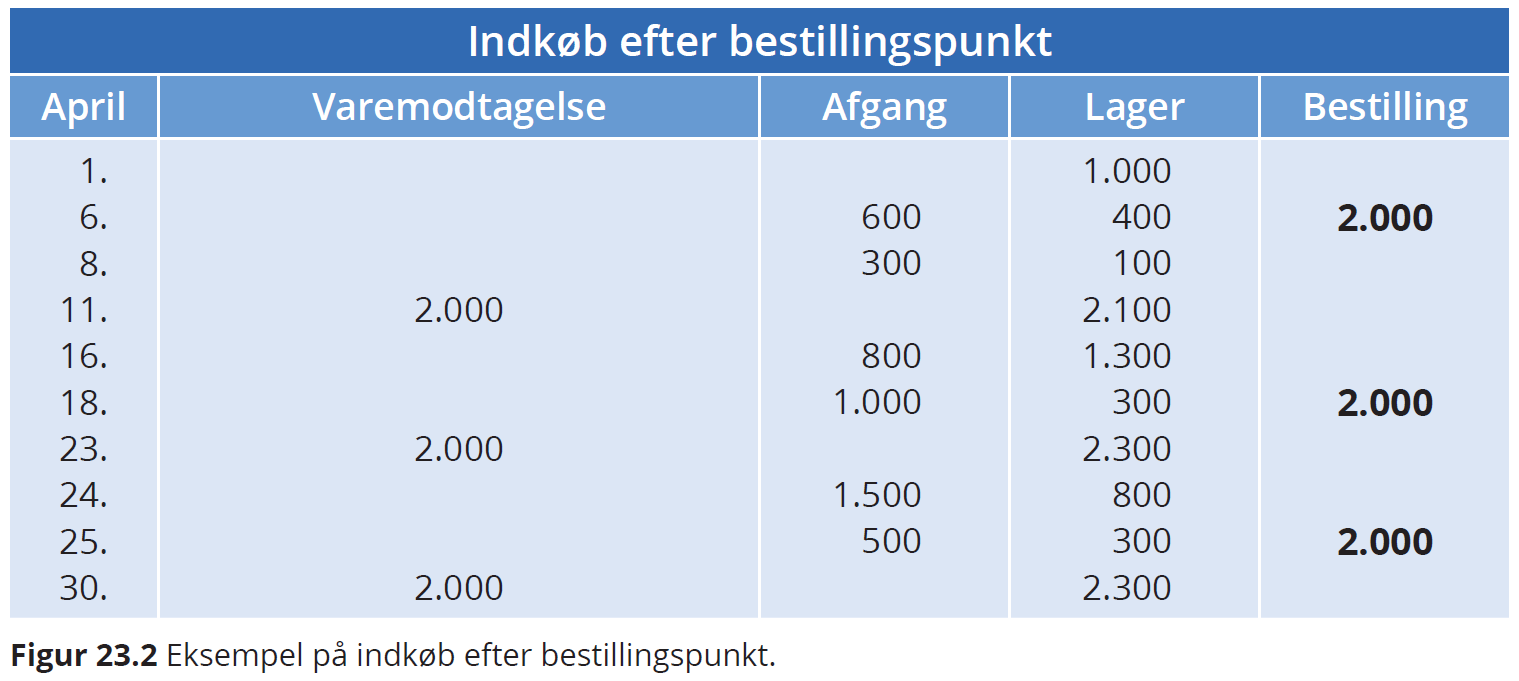 Indkøb efter bestillingspunkt
April Varemodtagelse Afgang Lager Bestilling
1. 1.000
6. 600 400 2.000
8. 300 100
11. 2.000 2.100
16. 800 1.300
18. 1.000 300 2.000
23. 2.000 2.300
24. 1.500 800
25. 500 300 2.000
30. 2.000 2.300
Figur 23.2 Eksempel på indkøb efter bestillingspunkt.